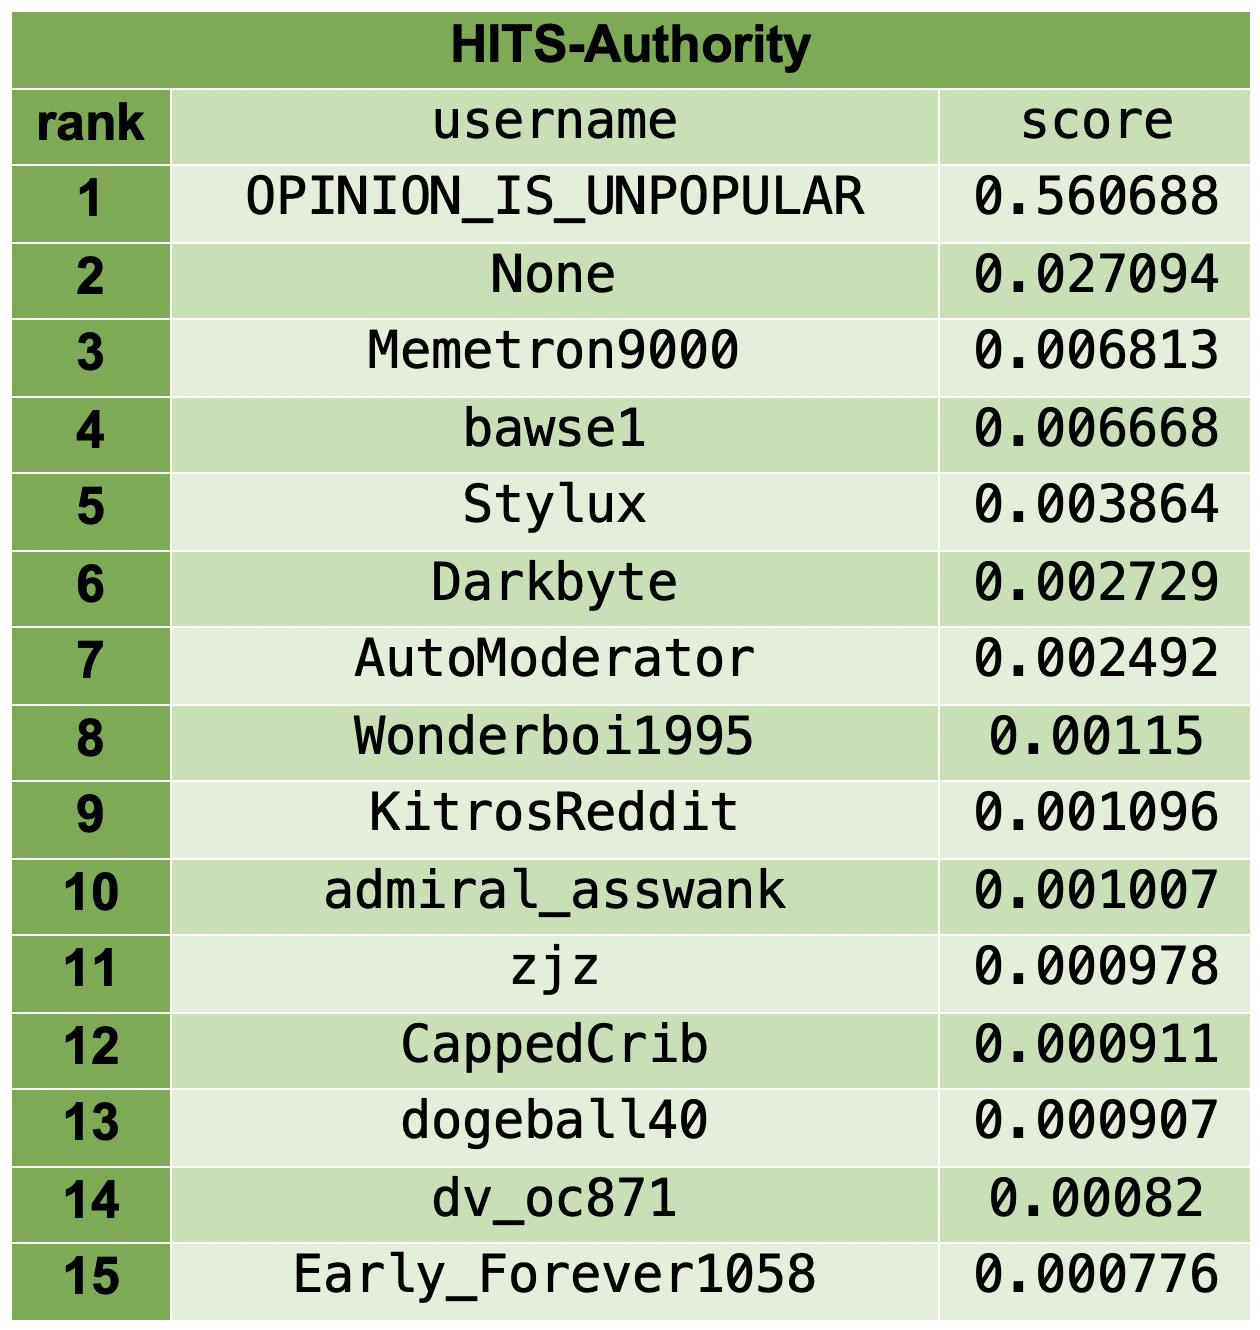 HITS-Authority
rank username score
1 OPINION_IS_UNPOPULAR 0.560688
2 None 0.027094
3 Memetron9000 0.006813
4 bawse1 0.006668
5 Stylux 0.003864
6 Darkbyte 0.002729
7 AutoModerator 0.002492
8 Wonderboi1995 0.00115
9 KitrosReddit 0.001096
10 admiral_asswank 0.001007
11 zjz 0.000978
12 CappedCrib 0.000911
13 dogeball40 0.000907
14 dv_oc871 0.00082
15 Early_Forever1058 0.000776